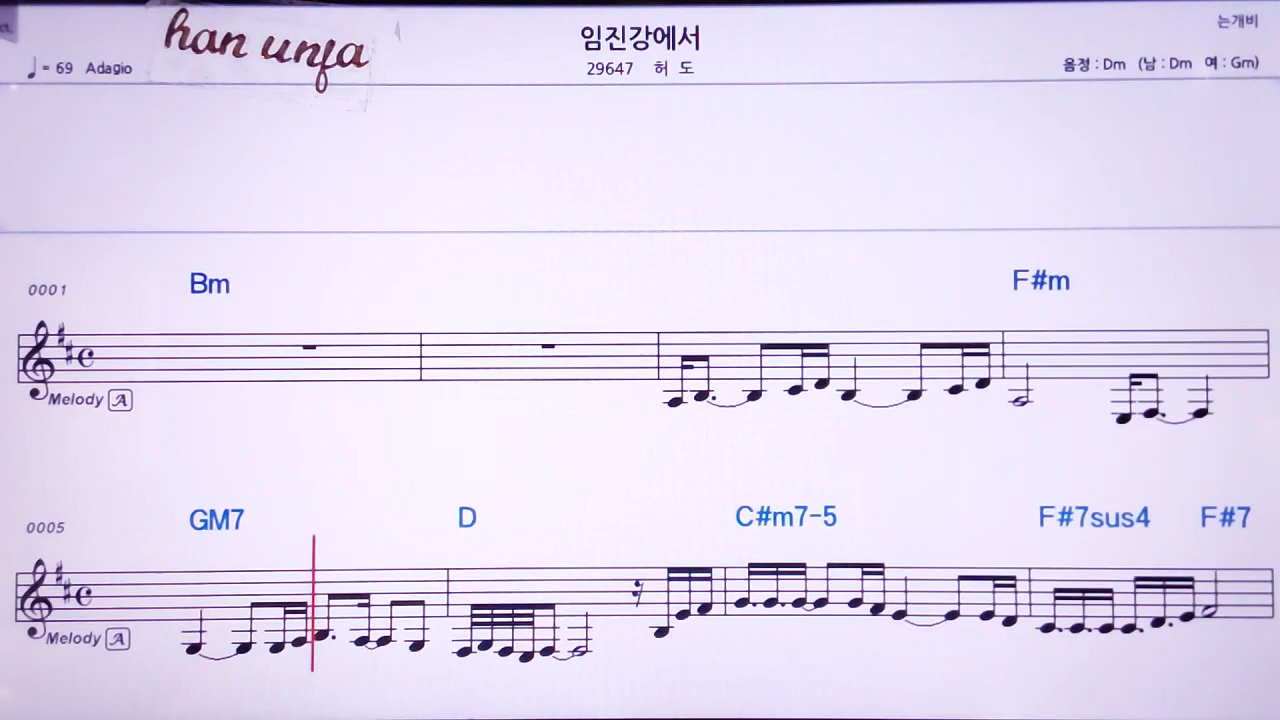 han unfa
임진강에서
는개비
♩= 69 Adagio
29647 허 도
음정 : Dm (남 : Dm 여 : Gm)
Bm F#m
0001
Melody A
GM7 D C#m7-5 F#7sus4 F#7
0005
Melody A